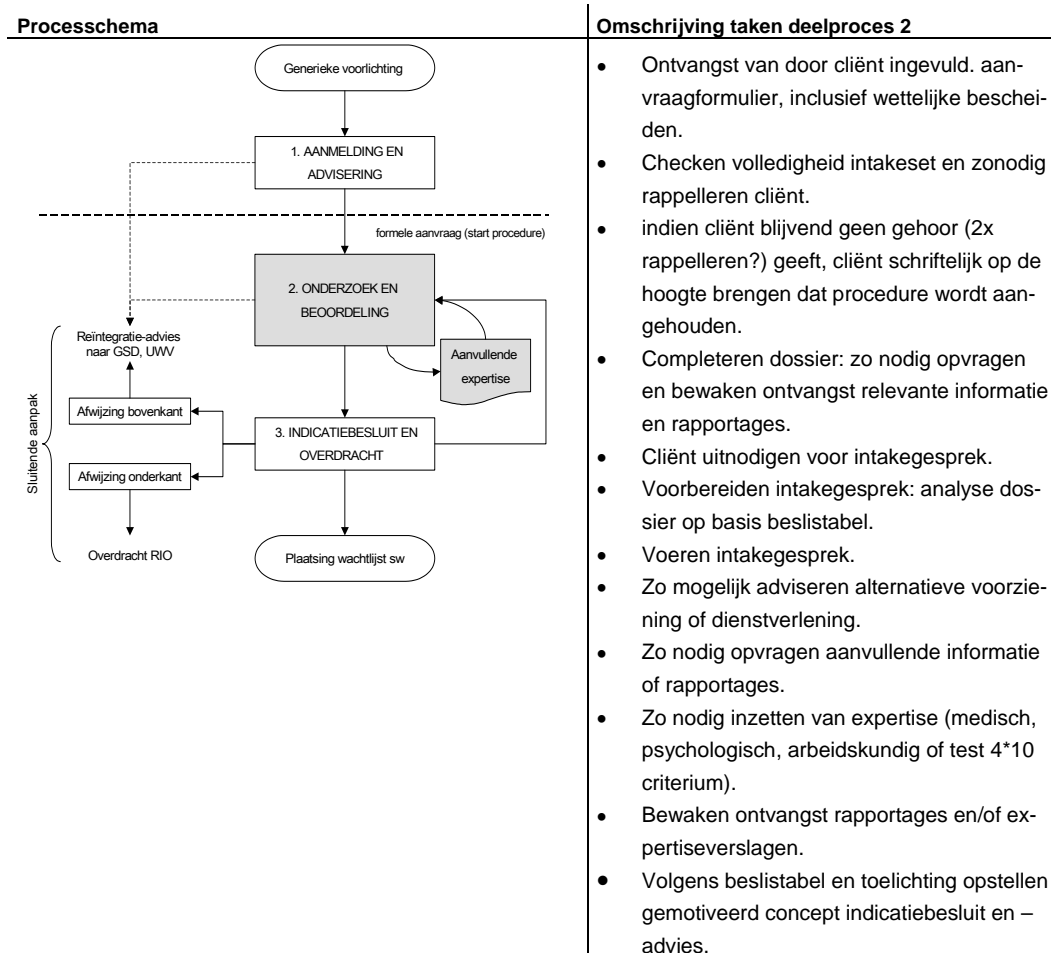 Processchema
Generieke voorlichting
1. AANMELDING EN
ADVISERING
formele aanvraag (start procedure)
2. ONDERZOEK EN
BEOORDELING
Reïntegratie-advies
naar GSD, UWV
Aanvullende
expertise
Afwijzing bovenkant
3. INDICATIEBESLUIT EN
OVERDRACHT
Sluitende aanpak
Afwijzing onderkant
Overdracht RIO
Plaatsing wachtlijst sw
Omschrijving taken deelproces 2
• Ontvangst van door cliënt ingevuld. aan-
vraagformulier, inclusief wettelijke beschei-
den.
• Checken volledigheid intakeset en zonodig
rappelleren cliënt.
• indien cliënt blijvend geen gehoor (2x
rappelleren?) geeft, cliënt schriftelijk op de
hoogte brengen dat procedure wordt aan-
gehouden.
• Completeren dossier: zo nodig opvragen
en bewaken ontvangst relevante informatie
en rapportages.
• Cliënt uitnodigen voor intakegesprek.
• Voorbereiden intakegesprek: analyse dos-
sier op basis beslistabel.
• Voeren intakegesprek.
• Zo mogelijk adviseren alternatieve voorzie-
ning of dienstverlening.
• Zo nodig opvragen aanvullende informatie
of rapportages.
• Zo nodig inzetten van expertise (medisch,
psychologisch, arbeidskundig of test 4*10
criterium).
• Bewaken ontvangst rapportages en/of ex-
pertiseverslagen.
• Volgens beslistabel en toelichting opstellen
gemotiveerd concept indicatiebesluit en –
advies.